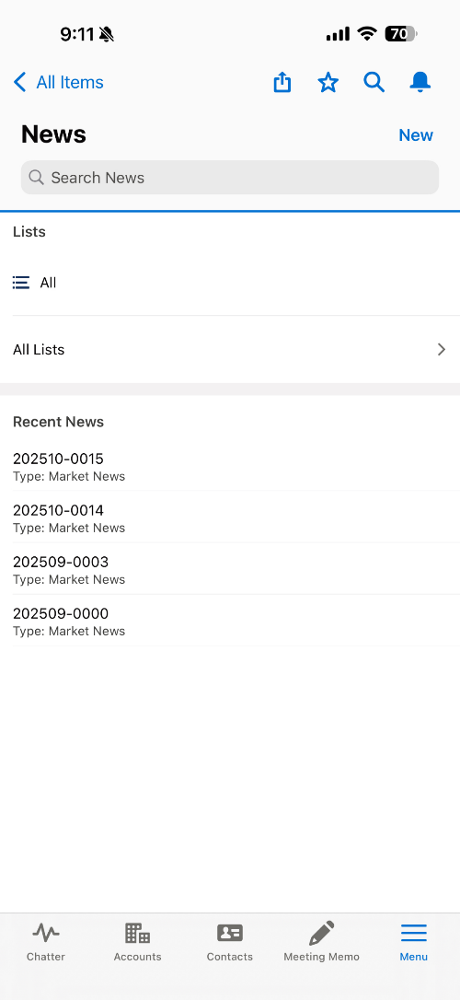 9:11
70
All Items
News
New
Search News
Lists
All
All Lists
Recent News
202510-0015
Type: Market News
202510-0014
Type: Market News
202509-0003
Type: Market News
202509-0000
Type: Market News
Chatter
Accounts
Contacts
Meeting Memo
Menu